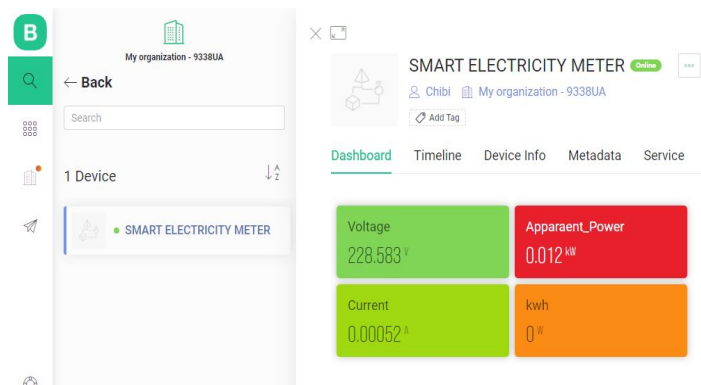 B
My organization - 9338UA
← Back
Search
1 Device
A
Z
SMART ELECTRICITY METER
SMART ELECTRICITY METER Online
Chibi My organization - 9338UA
Add Tag
Dashboard Timeline Device Info Metadata Service
Voltage
228.583 V
Apparaent_Power
0.012 kW
Current
0.00052 A
kwh
0 W